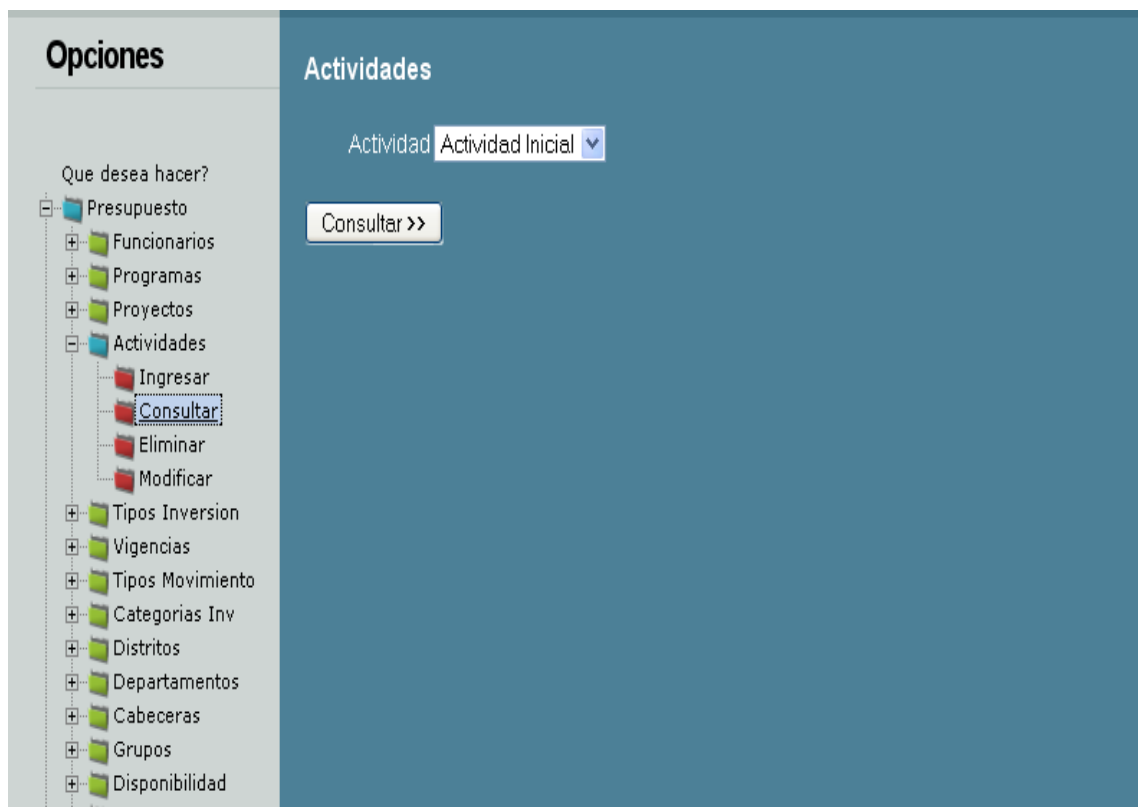 Opciones
Que desea hacer?
Presupuesto
Funcionarios
Programas
Proyectos
Actividades
Ingresar
Consultar
Eliminar
Modificar
Tipos Inversion
Vigencias
Tipos Movimiento
Categorias Inv
Distritos
Departamentos
Cabeceras
Grupos
Disponibilidad
Actividades
Actividad Actividad Inicial
Consultar >>